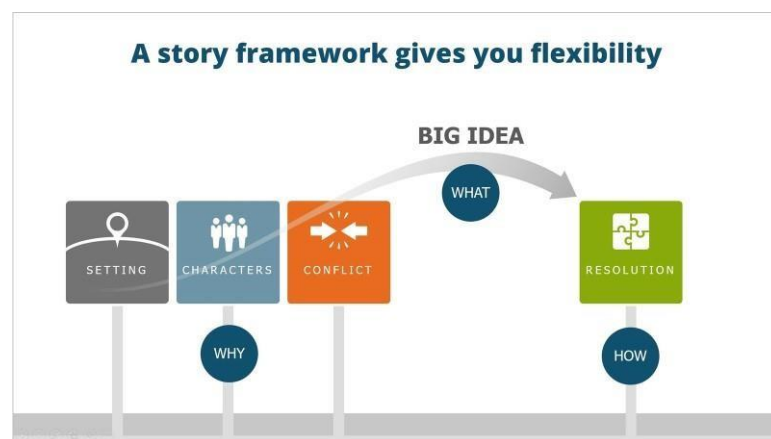 A story framework gives you flexibility
BIG IDEA
WHAT
SETTING
CHARACTERS
CONFLICT
RESOLUTION
WHY
HOW